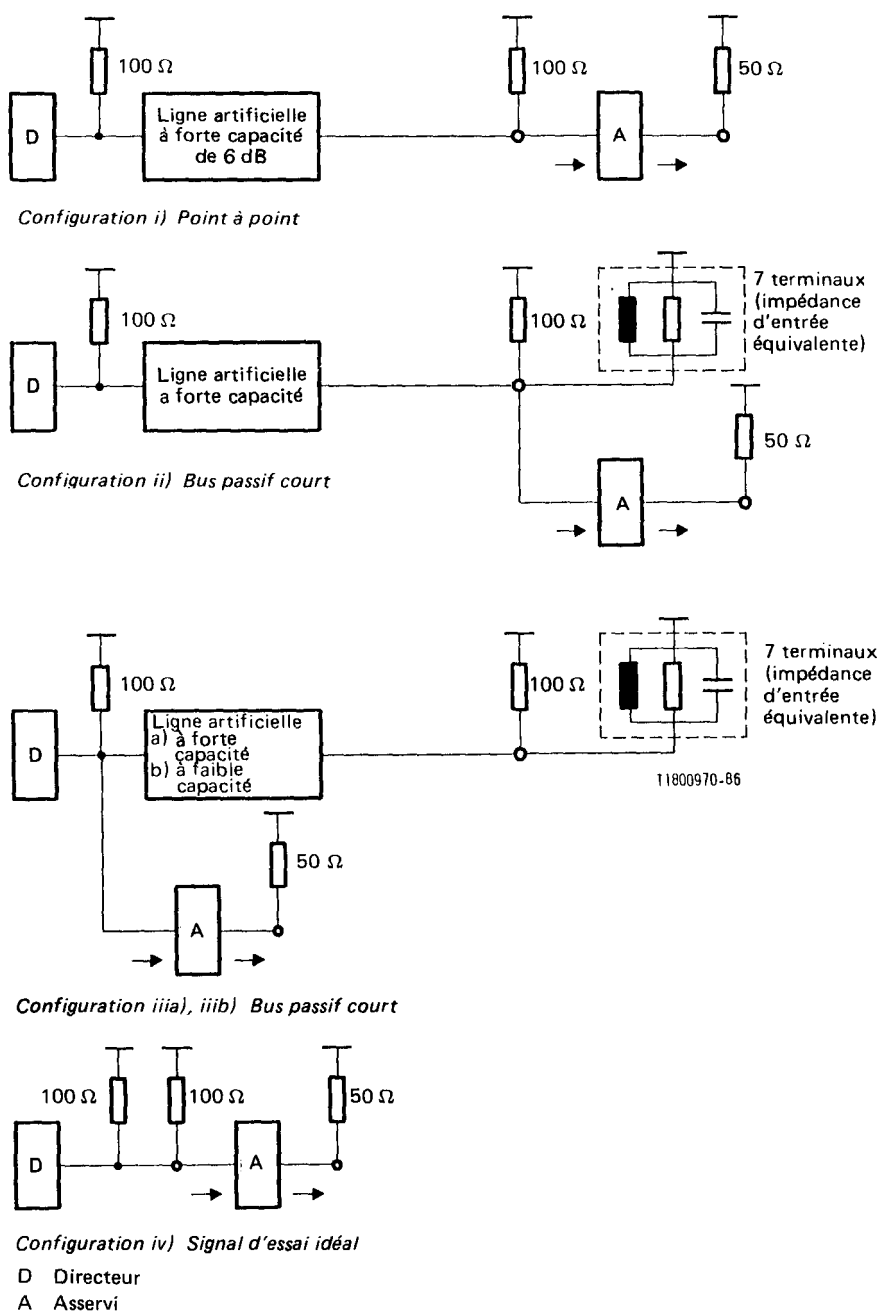 100 Ω
100 Ω
50 Ω
D
Ligne artificielle
à forte capacité
de 6 dB
A
Configuration i) Point à point
100 Ω
100 Ω
7 terminaux
(impédance
d'entrée
équivalente)
D
Ligne artificielle
a forte capacité
50 Ω
A
Configuration ii) Bus passif court
100 Ω
100 Ω
7 terminaux
(impédance
d'entrée
équivalente)
D
Ligne artificielle
a) à forte
capacité
b) à faible
capacité
T1800970-86
50 Ω
A
Configuration iiia), iiib) Bus passif court
100 Ω
100 Ω
50 Ω
D
A
Configuration iv) Signal d'essai idéal
D Directeur
A Asservi